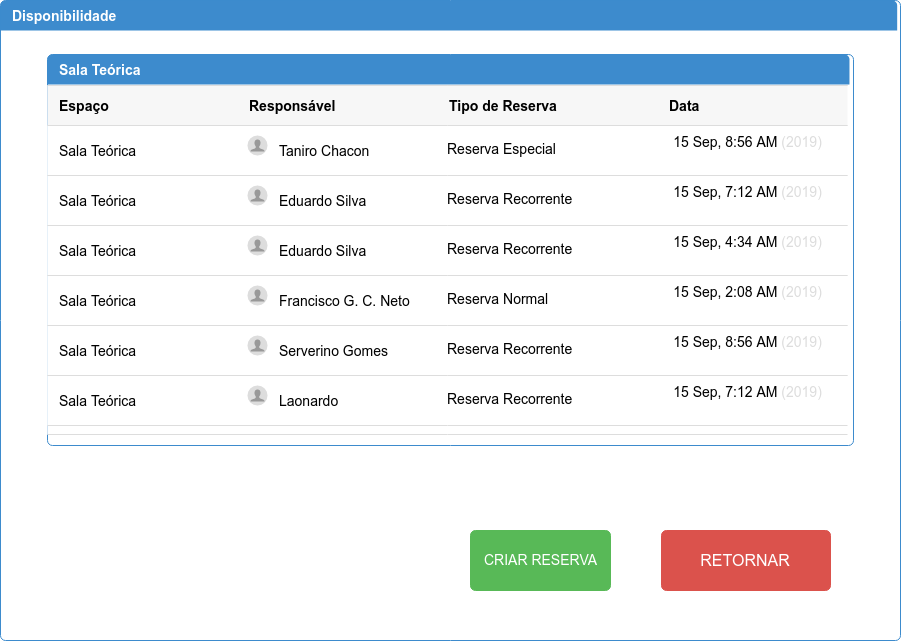 Disponibilidade
Sala Teórica
Espaço Responsável Tipo de Reserva Data
Sala Teórica Taniro Chacon Reserva Especial 15 Sep, 8:56 AM (2019)
Sala Teórica Eduardo Silva Reserva Recorrente 15 Sep, 7:12 AM (2019)
Sala Teórica Eduardo Silva Reserva Recorrente 15 Sep, 4:34 AM (2019)
Sala Teórica Francisco G. C. Neto Reserva Normal 15 Sep, 2:08 AM (2019)
Sala Teórica Serverino Gomes Reserva Recorrente 15 Sep, 8:56 AM (2019)
Sala Teórica Laonardo Reserva Recorrente 15 Sep, 7:12 AM (2019)
CRIAR RESERVA RETORNAR